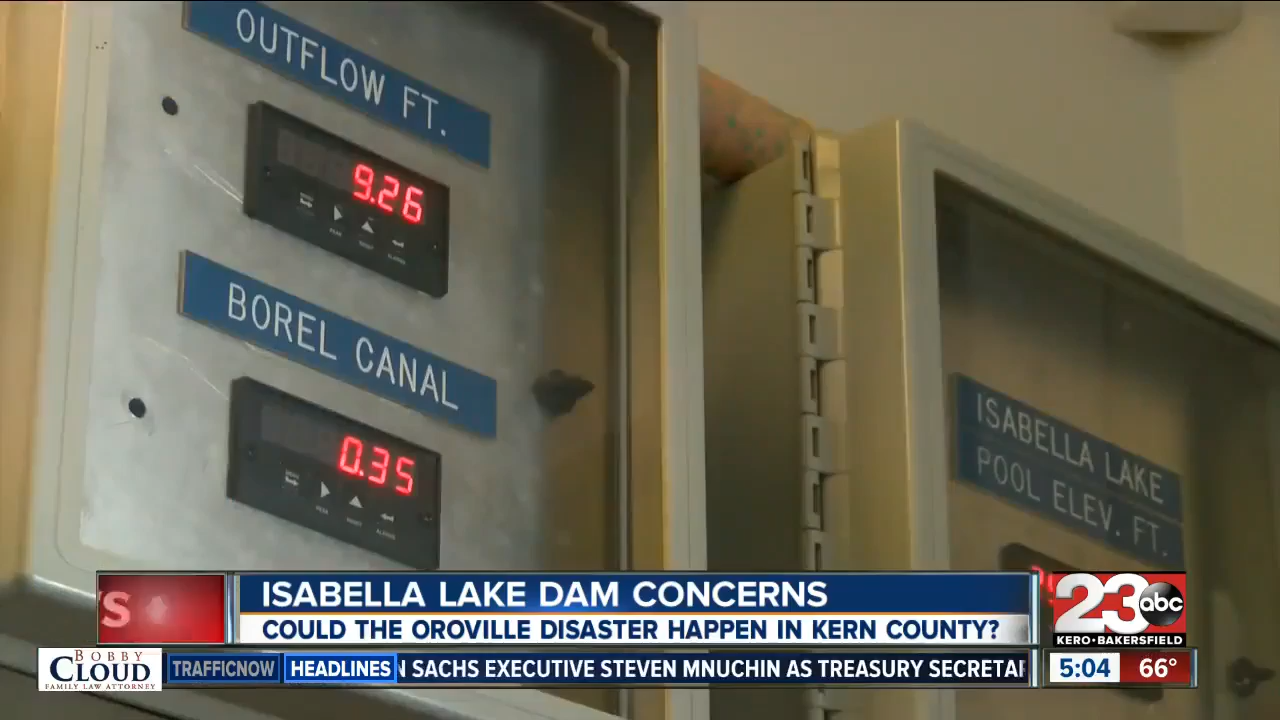 OUTFLOW FT.
9.26
BOREL CANAL
0.35
ISABELLA LAKE
POOL ELEV. FT.
ISABELLA LAKE DAM CONCERNS
COULD THE OROVILLE DISASTER HAPPEN IN KERN COUNTY?
23 abc
KERO • BAKERSFIELD
BOBBY
CLOUD
FAMILY LAW ATTORNEY
TRAFFICNOW
HEADLINES
SACHS EXECUTIVE STEVEN MNUCHIN AS TREASURY
5:04
66°